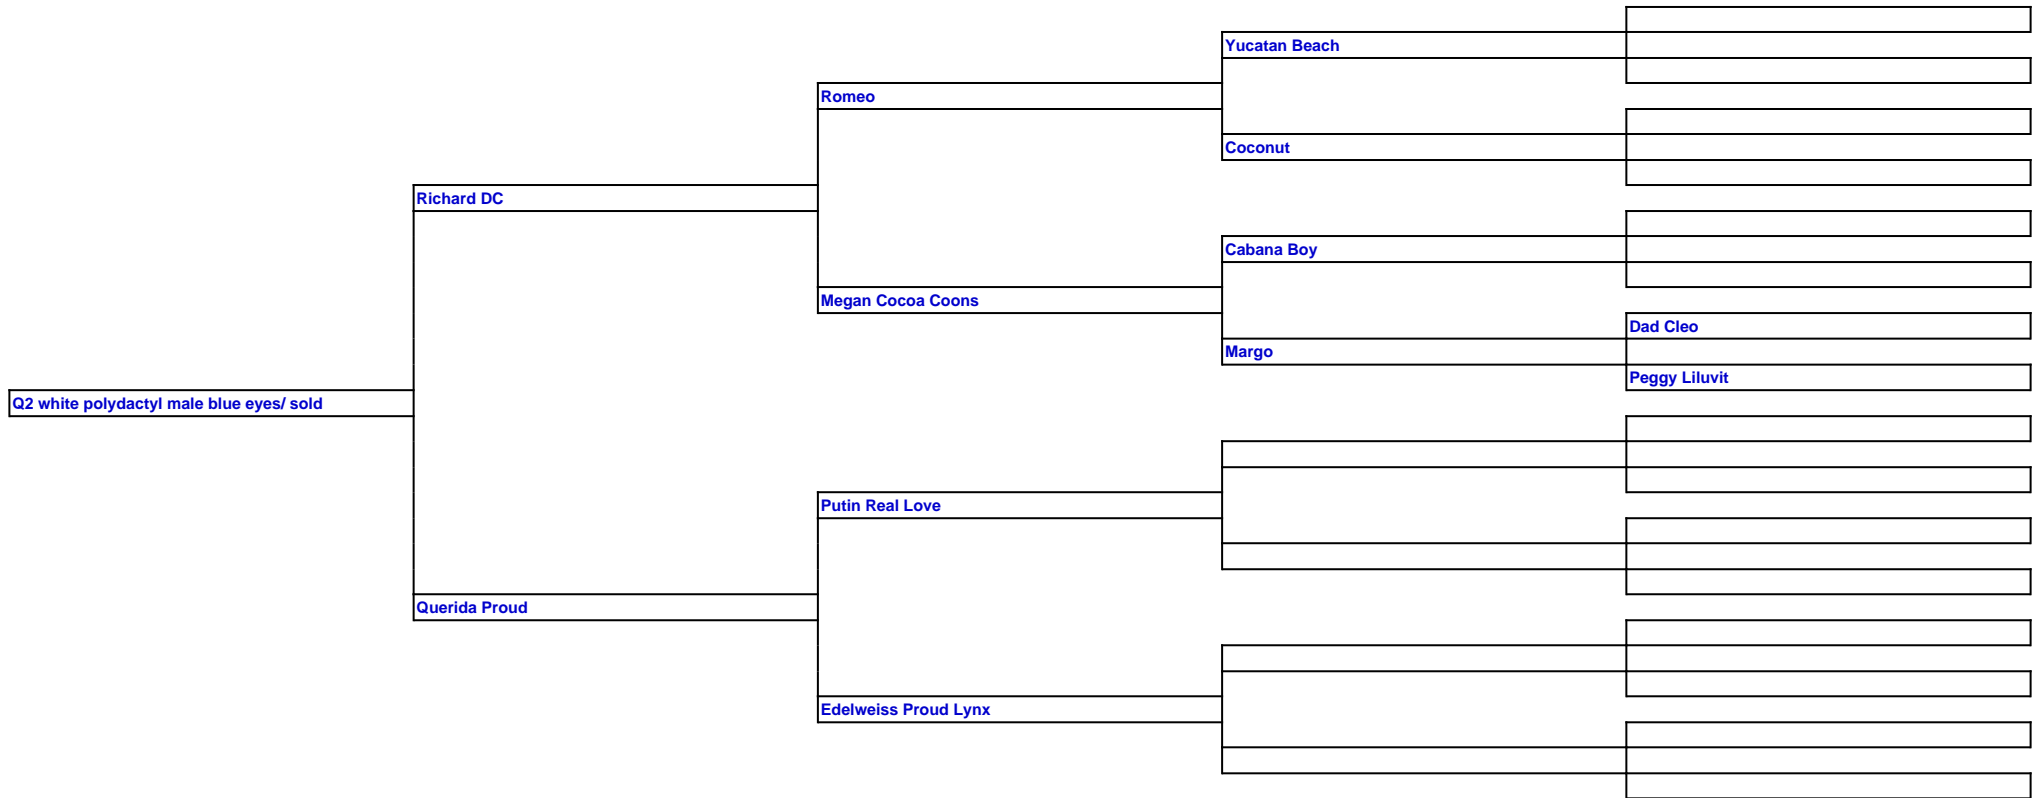 Yucatan Beach
Romeo
Coconut
Richard DC
Cabana Boy
Megan Cocoa Coons
Dad Cleo
Margo
Peggy Liluvit
Q2 white polydactyl male blue eyes/ sold
Putin Real Love
Querida Proud
Edelweiss Proud Lynx